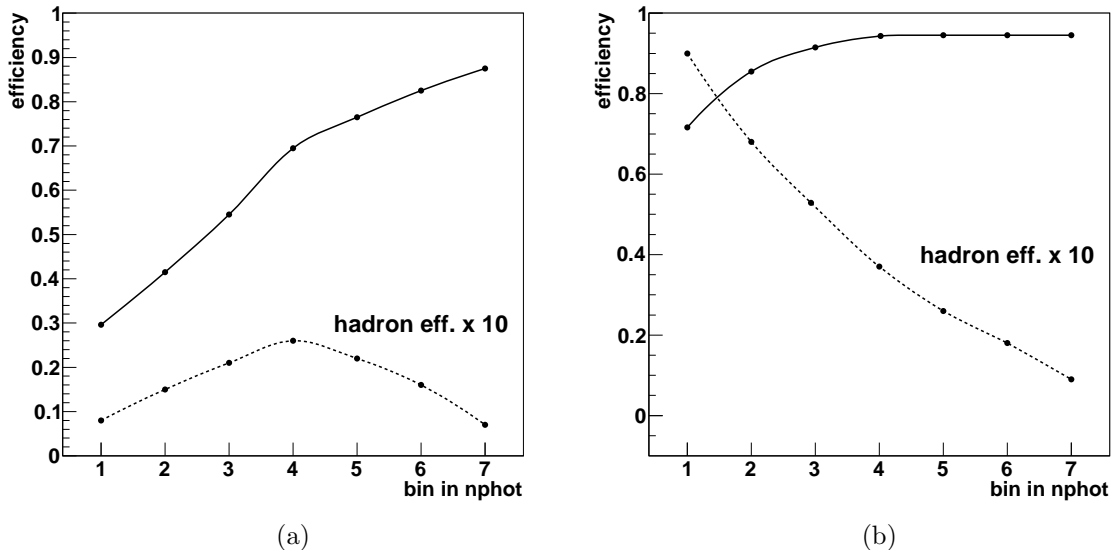 efficiency
1
0.9
0.8
0.7
0.6
0.5
0.4
0.3
0.2
0.1
0
hadron eff. x 10
1 2 3 4 5 6 7
bin in nphot
(a)
efficiency
1
0.8
0.6
0.4
0.2
0
hadron eff. x 10
1 2 3 4 5 6 7
bin in nphot
(b)